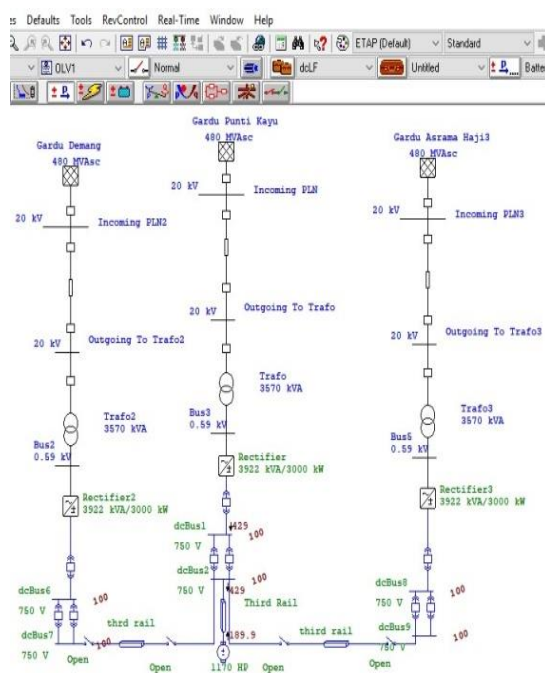 es Defaults Tools RevControl Real-Time Window Help
ETAP (Default) Standard
OLV1 Normal dcLF Untitled Batter
Gardu Punti Kayu
480 MVAsc
Gardu Demang
480 MVAsc
Gardu Asrama Haji3
480 MVAsc
20 kV Incoming PLN
20 kV Incoming PLN2
20 kV Incoming PLN3
20 kV Outgoing To Trafo
20 kV Outgoing To Trafo2
20 kV Outgoing To Trafo3
Trafo
3570 kVA
Trafo2
3570 kVA
Trafo3
3570 kVA
Bus3
0.59 kV
Bus2
0.59 kV
Bus5
0.59 kV
Rectifier
3922 kVA/3000 kW
Rectifier2
3922 kVA/3000 kW
Rectifier3
3922 kVA/3000 kW
dcBus1 429 100
750 V
dcBus2 100
750 V 429
Third Rail
dcBus6 100
750 V
dcBus7 100
750 V
dcBus8 100
750 V
dcBus9
750 V
thrd rail
third rail
189.9
1170 HP
Open
Open
Open
Open